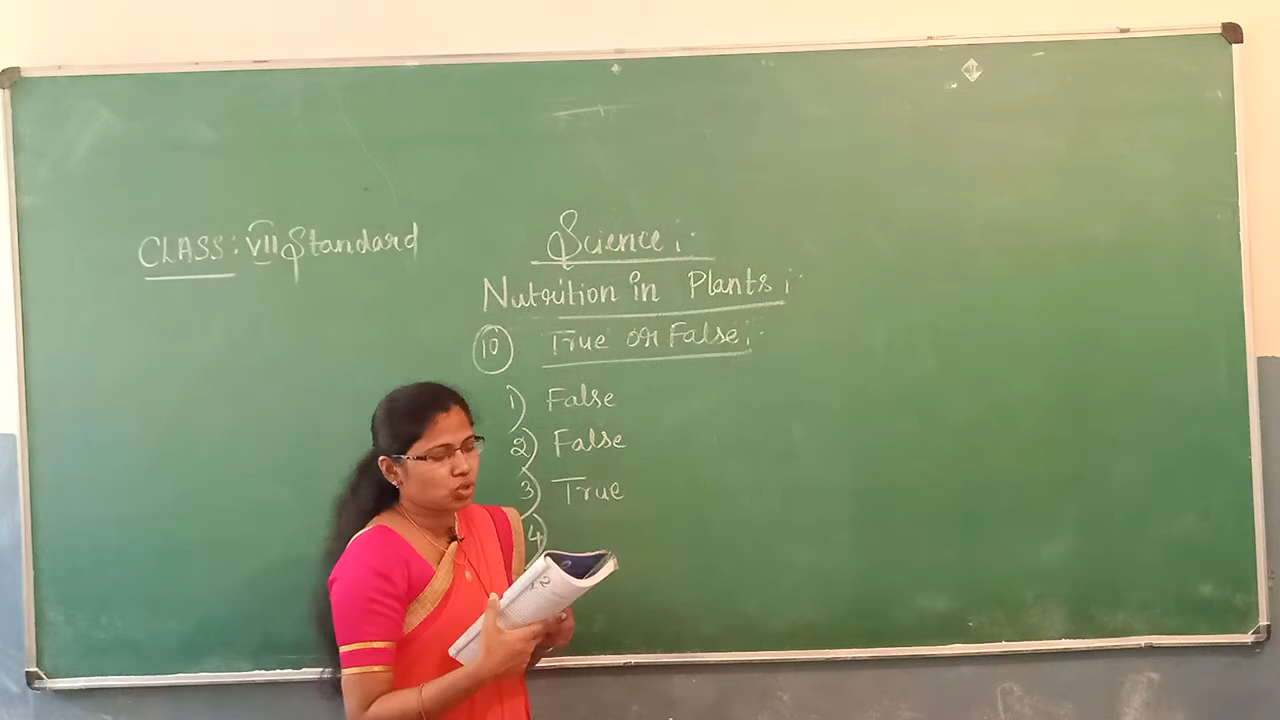 CLASS: VII Standard
Science:-
Nutrition in Plants:-
10 True or False:-
1) False
2) False
3) True
4)